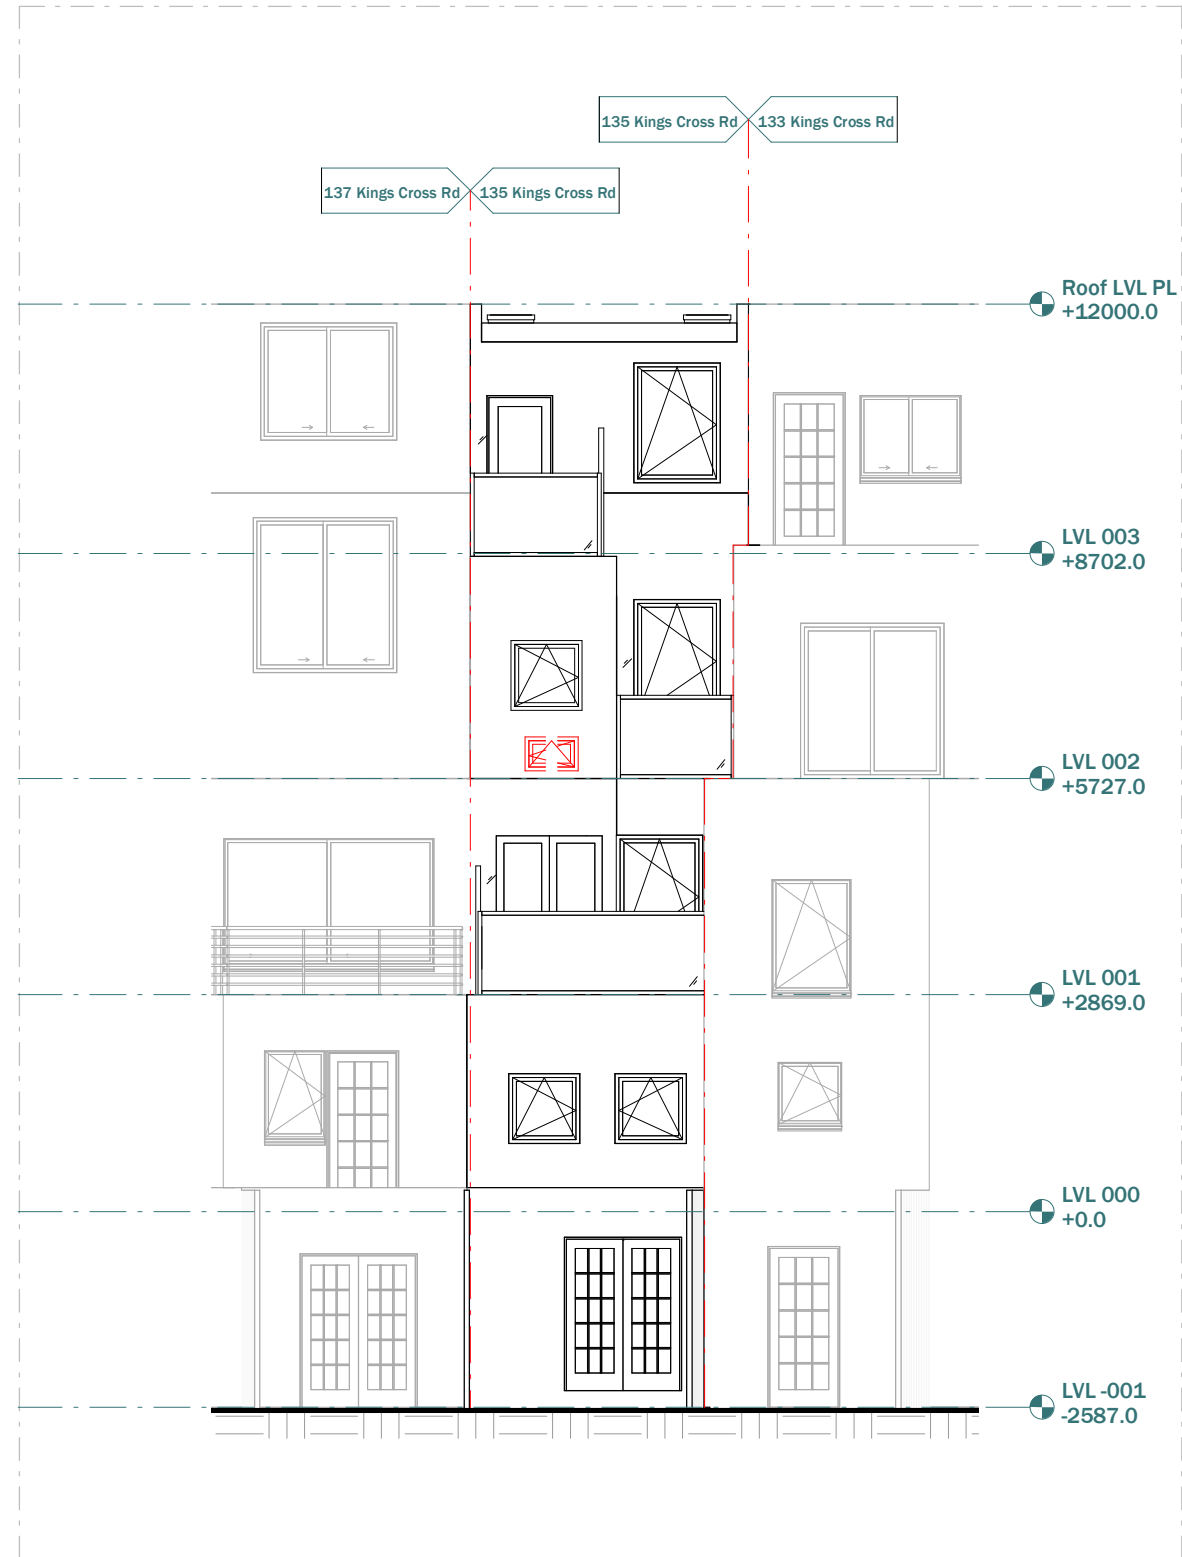 135 Kings Cross Rd 133 Kings Cross Rd
137 Kings Cross Rd 135 Kings Cross Rd
Roof LVL PL
+12000.0
LVL 003
+8702.0
LVL 002
+5727.0
LVL 001
+2869.0
LVL 000
+0.0
LVL -001
-2587.0